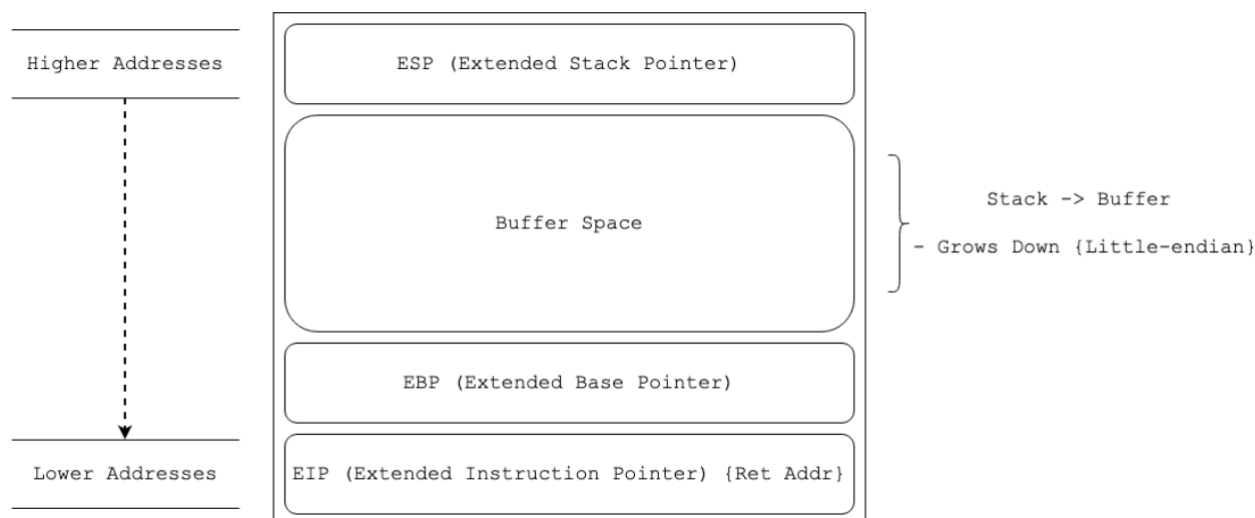 Higher Addresses
ESP (Extended Stack Pointer)
Buffer Space
Stack -> Buffer
- Grows Down {Little-endian}
EBP (Extended Base Pointer)
Lower Addresses
EIP (Extended Instruction Pointer) {Ret Addr}